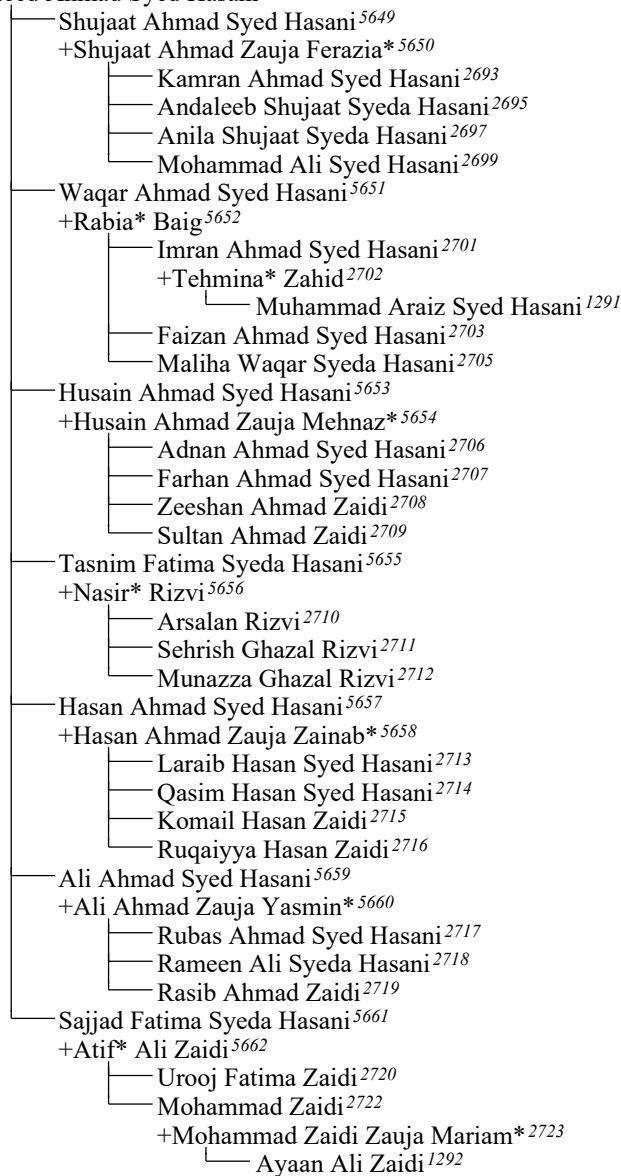 Ahmad Syed Hasani
Shujaat Ahmad Syed Hasani 5649
+Shujaat Ahmad Zauja Ferazia* 5650
Kamran Ahmad Syed Hasani 2693
Andaleeb Shujaat Syeda Hasani 2695
Anila Shujaat Syeda Hasani 2697
Mohammad Ali Syed Hasani 2699
Waqar Ahmad Syed Hasani 5651
+Rabia* Baig 5652
Imran Ahmad Syed Hasani 2701
+Tehmina* Zahid 2702
Muhammad Araiz Syed Hasani 1291
Faizan Ahmad Syed Hasani 2703
Maliha Waqar Syeda Hasani 2705
Husain Ahmad Syed Hasani 5653
+Husain Ahmad Zauja Mehnaz* 5654
Adnan Ahmad Syed Hasani 2706
Farhan Ahmad Syed Hasani 2707
Zeeshan Ahmad Zaidi 2708
Sultan Ahmad Zaidi 2709
Tasnim Fatima Syeda Hasani 5655
+Nasir* Rizvi 5656
Arsalan Rizvi 2710
Sehrish Ghazal Rizvi 2711
Munazza Ghazal Rizvi 2712
Hasan Ahmad Syed Hasani 5657
+Hasan Ahmad Zauja Zainab* 5658
Laraib Hasan Syed Hasani 2713
Qasim Hasan Syed Hasani 2714
Komail Hasan Zaidi 2715
Ruqaiyya Hasan Zaidi 2716
Ali Ahmad Syed Hasani 5659
+Ali Ahmad Zauja Yasmin* 5660
Rubas Ahmad Syed Hasani 2717
Rameen Ali Syeda Hasani 2718
Rasib Ahmad Zaidi 2719
Sajjad Fatima Syeda Hasani 5661
+Atif* Ali Zaidi 5662
Urooj Fatima Zaidi 2720
Mohammad Zaidi 2722
+Mohammad Zaidi Zauja Mariam* 2723
Ayaan Ali Zaidi 1292